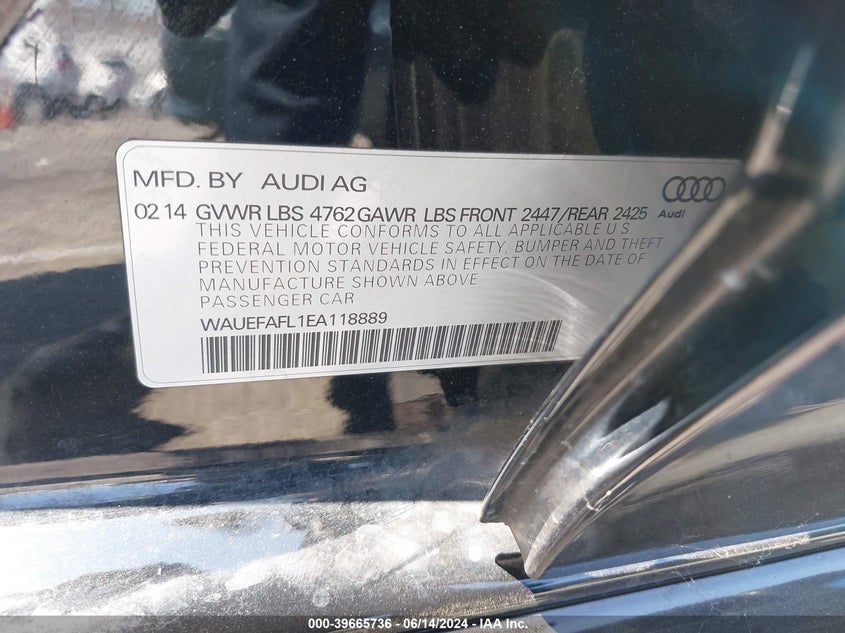 MFD. BY AUDI AG
02 14 GVWR LBS 4762 GAWR LBS FRONT 2447/REAR 2425
Audi
THIS VEHICLE CONFORMS TO ALL APPLICABLE U S
FEDERAL MOTOR VEHICLE SAFETY, BUMPER AND THEFT
PREVENTION STANDARDS IN EFFECT ON THE DATE OF
MANUFACTURE SHOWN ABOVE
PASSENGER CAR
WAUEFAFL1EA118889
000-39665736 - 06/14/2024 - IAA Inc.